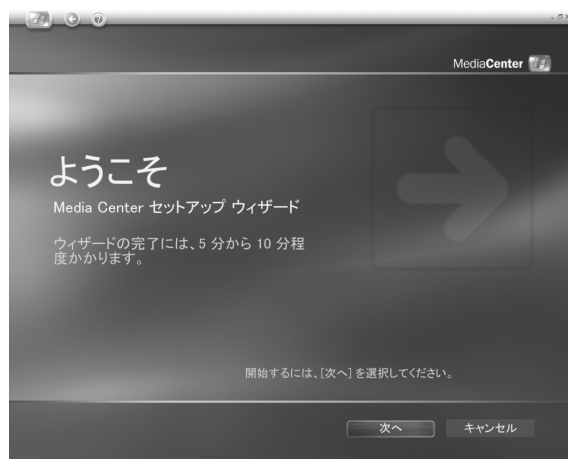 MediaCenter
ようこそ
Media Center セットアップ ウィザード
ウィザードの完了には、5 分から 10 分程
度かかります。
開始するには、[次へ] を選択してください。
次へ
キャンセル